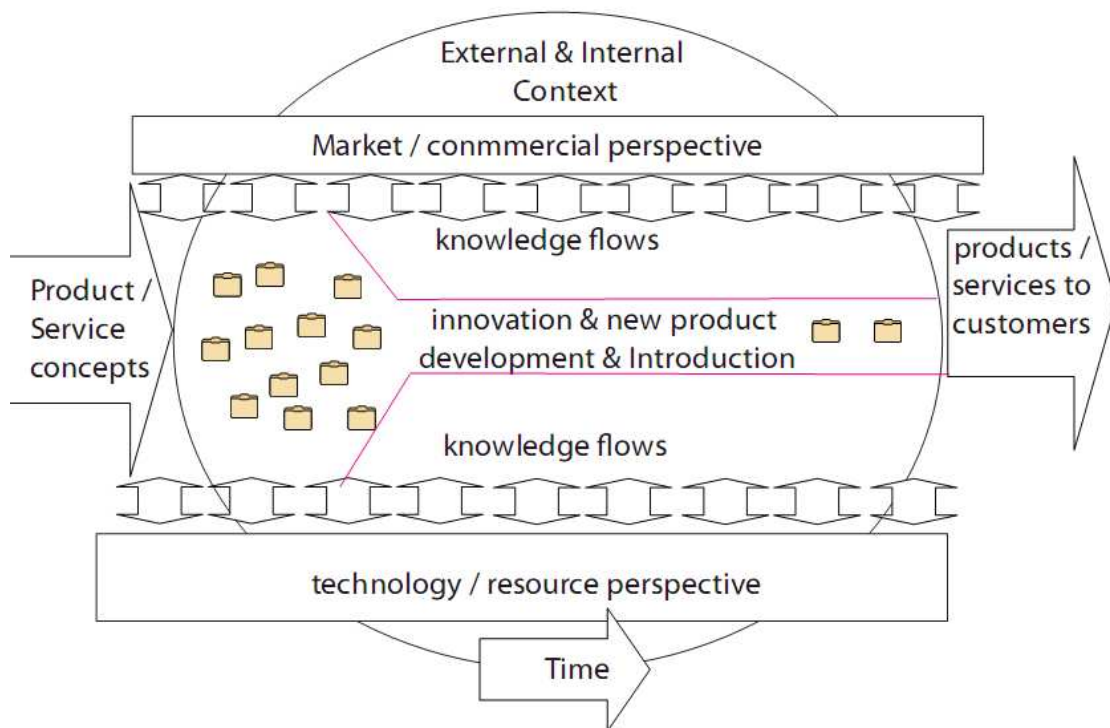 External & Internal
Context
Market / conmmercial perspective
knowledge flows
Product /
Service
concepts
innovation & new product
development & Introduction
products /
services to
customers
knowledge flows
technology / resource perspective
Time